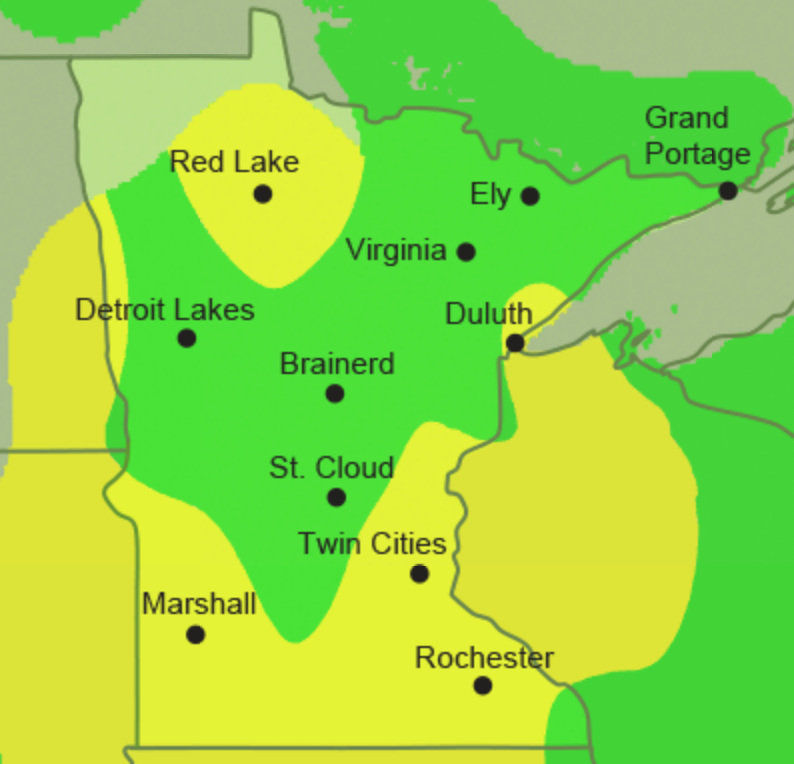 Grand
Portage
Red Lake
Ely
Virginia
Detroit Lakes
Duluth
Brainerd
St. Cloud
Twin Cities
Marshall
Rochester